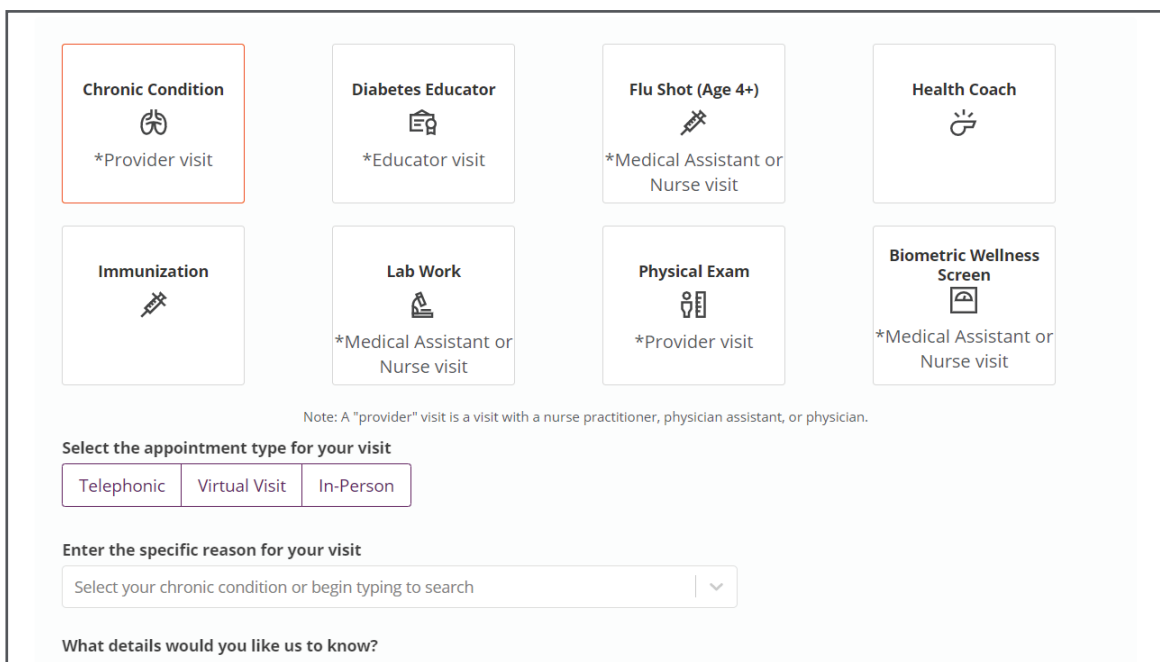 Chronic Condition
*Provider visit
Diabetes Educator
*Educator visit
Flu Shot (Age 4+)
*Medical Assistant or
Nurse visit
Health Coach
Immunization
Lab Work
*Medical Assistant or
Nurse visit
Physical Exam
*Provider visit
Biometric Wellness
Screen
*Medical Assistant or
Nurse visit
Note: A "provider" visit is a visit with a nurse practitioner, physician assistant, or physician.
Select the appointment type for your visit
Telephonic
Virtual Visit
In-Person
Enter the specific reason for your visit
Select your chronic condition or begin typing to search
What details would you like us to know?